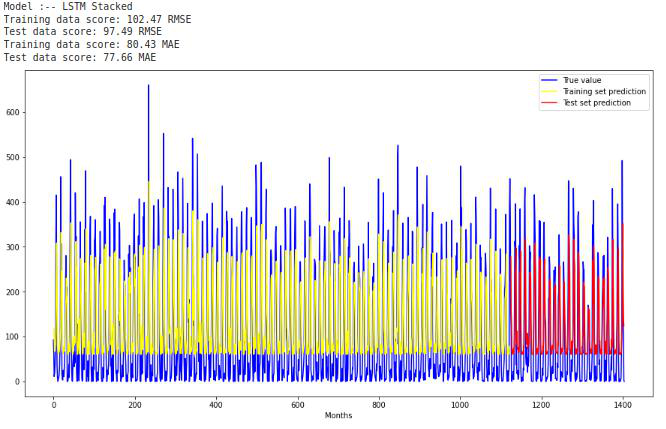 Model :-- LSTM Stacked
Training data score: 102.47 RMSE
Test data score: 97.49 RMSE
Training data score: 80.43 MAE
Test data score: 77.66 MAE
True value
Training set prediction
Test set prediction
600
500
400
300
200
100
0
0 200 400 600 800 1000 1200 1400
Months